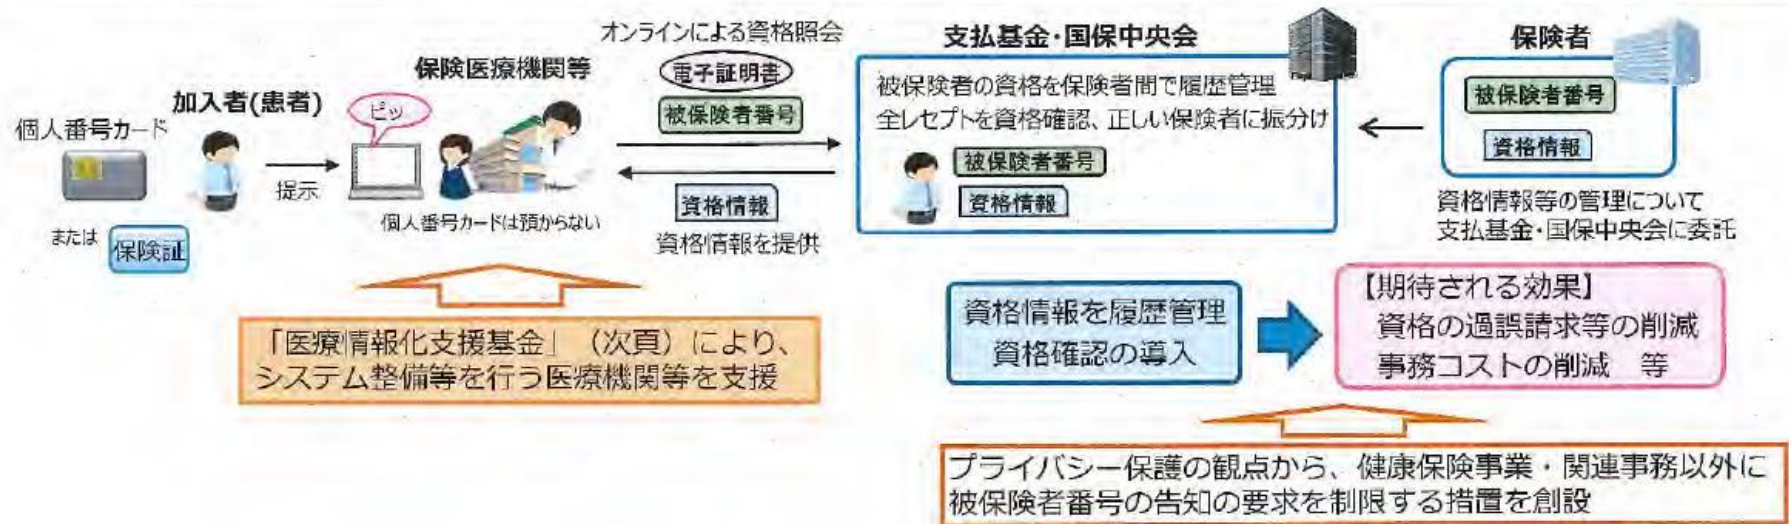 個人番号カード
または
保険証
加入者(患者)
提示
保険医療機関等
ピッ
個人番号カードは預からない
オンラインによる資格照会
電子証明書
被保険者番号
資格情報
資格情報を提供
支払基金・国保中央会
被保険者の資格を保険者間で履歴管理
全レセプトを資格確認、正しい保険者に振分け
被保険者番号
資格情報
保険者
被保険者番号
資格情報
資格情報等の管理について
支払基金・国保中央会に委託
「医療情報化支援基金」（次頁）により、
システム整備等を行う医療機関等を支援
資格情報を履歴管理
資格確認の導入
【期待される効果】
資格の過誤請求等の削減
事務コストの削減　等
プライバシー保護の観点から、健康保険事業・関連事務以外に
被保険者番号の告知の要求を制限する措置を創設